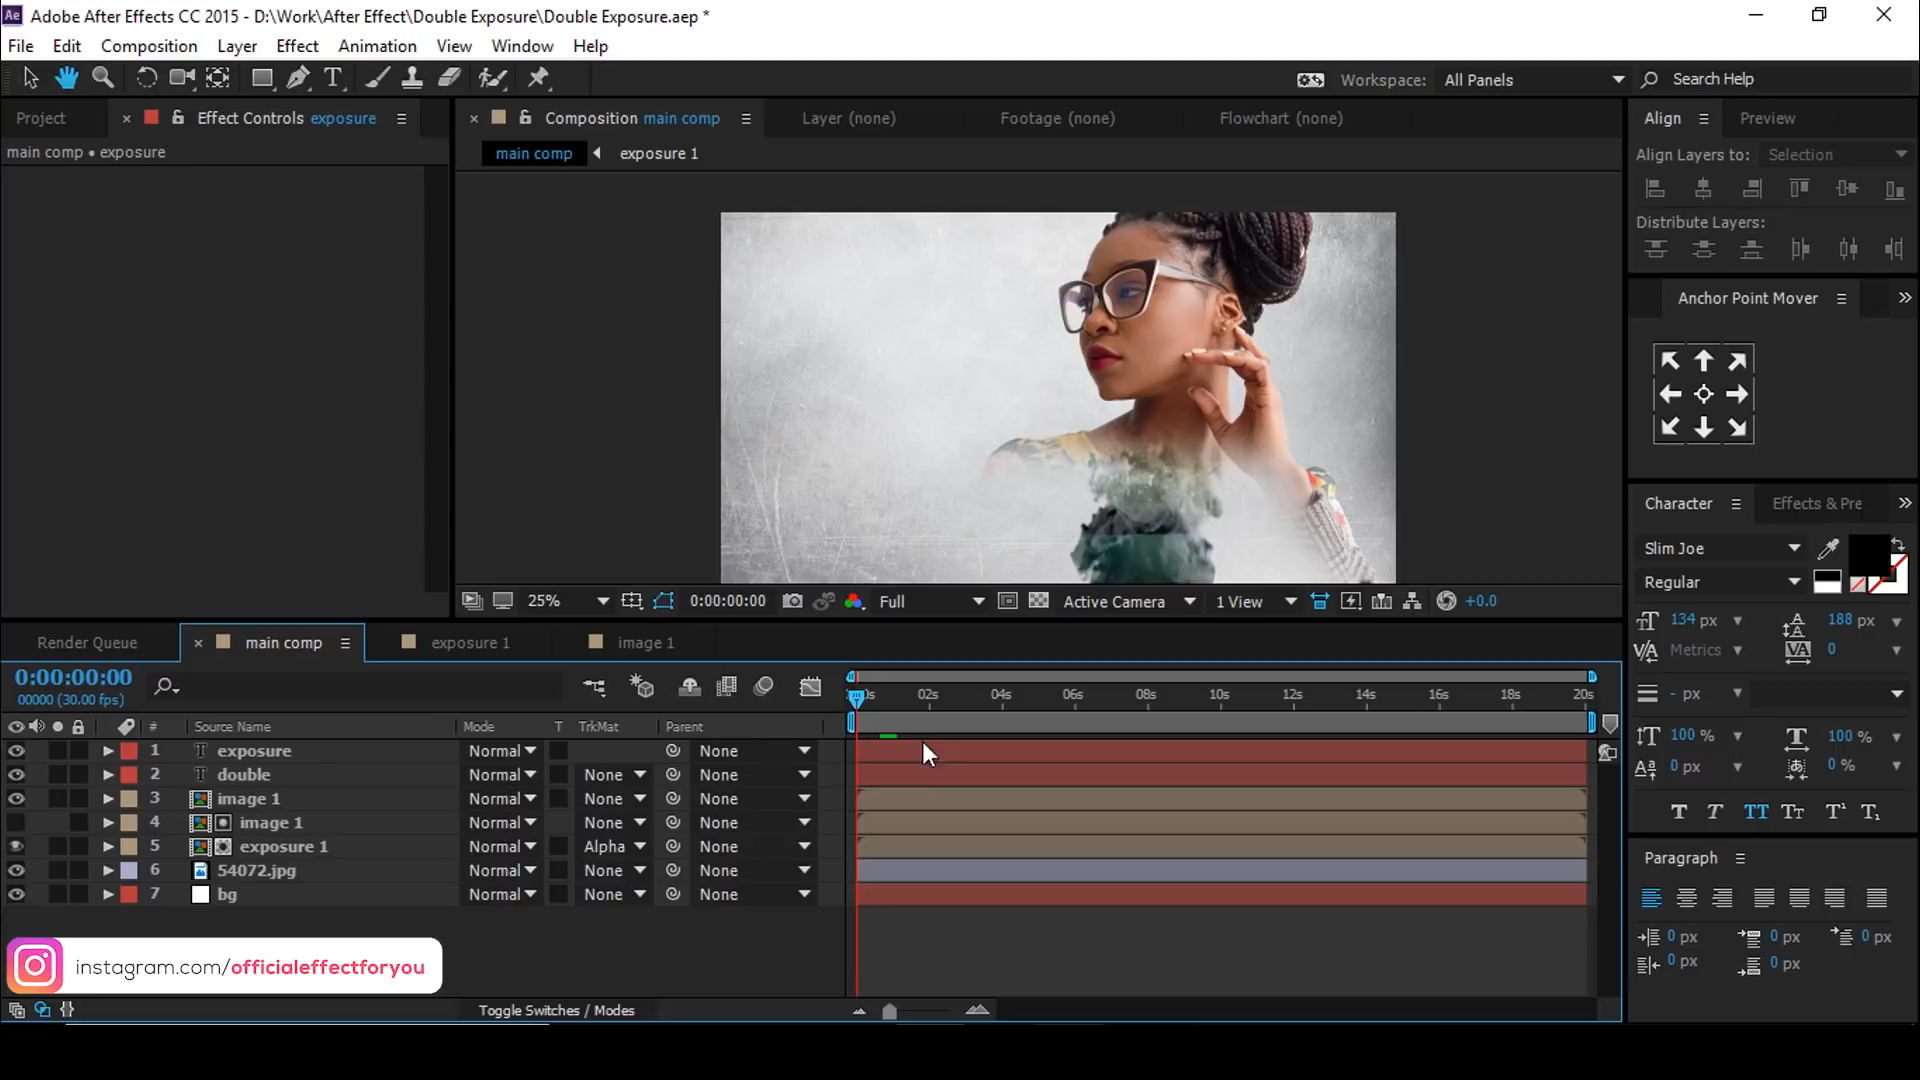 Adobe After Effects CC 2015 - D:\Work\After Effect\Double Exposure\Double Exposure.aep *
File Edit Composition Layer Effect Animation View Window Help
Workspace: All Panels Search Help
Project Effect Controls exposure Composition main comp Layer (none) Footage (none) Flowchart (none) Align Preview
main comp • exposure main comp exposure 1 Align Layers to: Selection
Distribute Layers:
Anchor Point Mover
Character Effects & Pre
Slim Joe
Regular
25% 0:00:00:00 Full Active Camera 1 View +0.0
134 px 188 px
Metrics 0
- px
100 % 100 %
0 px 0 %
Render Queue main comp exposure 1 image 1
0:00:00:00
00000 (30.00 fps)
02s 04s 06s 08s 10s 12s 14s 16s 18s 20s
# Source Name Mode T TrkMat Parent
1 exposure Normal None
2 double Normal None None
3 image 1 Normal None None
4 image 1 Normal None None
5 exposure 1 Normal Alpha None
6 54072.jpg Normal None None
7 bg Normal None None
TT Tt T¹ T₁
Paragraph
0 px 0 px 0 px
0 px 0 px
instagram.com/officialeffectforyou
Toggle Switches / Modes